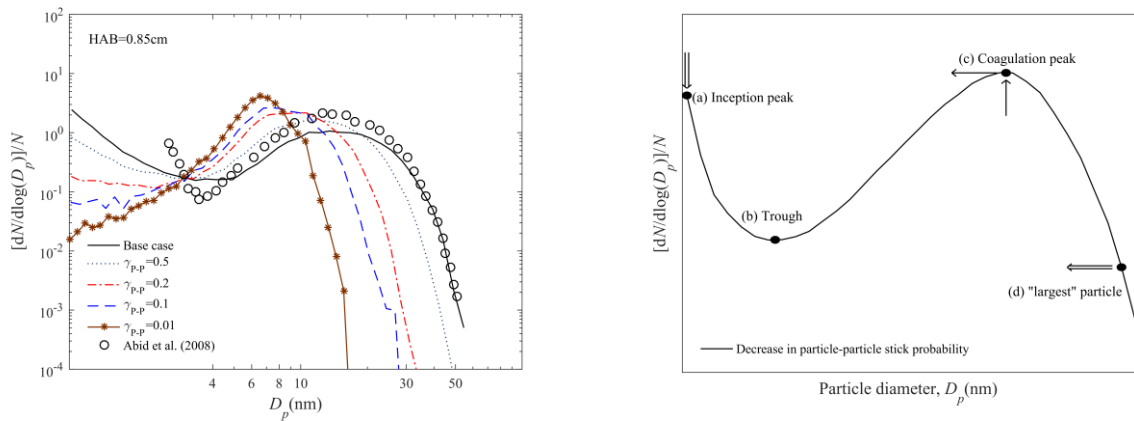 HAB=0.85cm
[dN/dlog(D_p)]/N
10^2
10^1
10^0
10^-1
10^-2
10^-3
10^-4
Base case
γ_P-P=0.5
γ_P-P=0.2
γ_P-P=0.1
γ_P-P=0.01
Abid et al. (2008)
4 6 8 10 30 50
D_p(nm)
[dN/dlog(D_p)]/N
(a) Inception peak
(b) Trough
(c) Coagulation peak
(d) "largest" particle
Decrease in particle-particle stick probability
Particle diameter, D_p(nm)